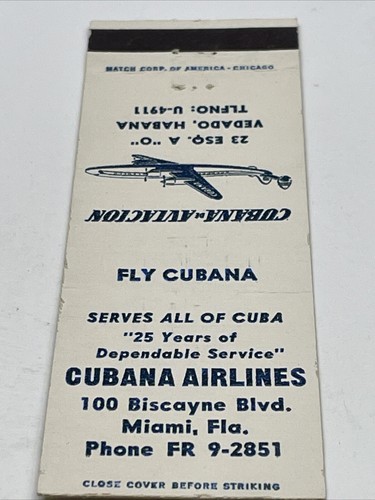 MATCH CORP. OF AMERICA - CHICAGO
TLFNO: U-4911
VEDADO, HABANA
23 ESQ. A "O"
CUBANA DE AVIACION
FLY CUBANA
SERVES ALL OF CUBA
"25 Years of
Dependable Service"
CUBANA AIRLINES
100 Biscayne Blvd.
Miami, Fla.
Phone FR 9-2851
CLOSE COVER BEFORE STRIKING